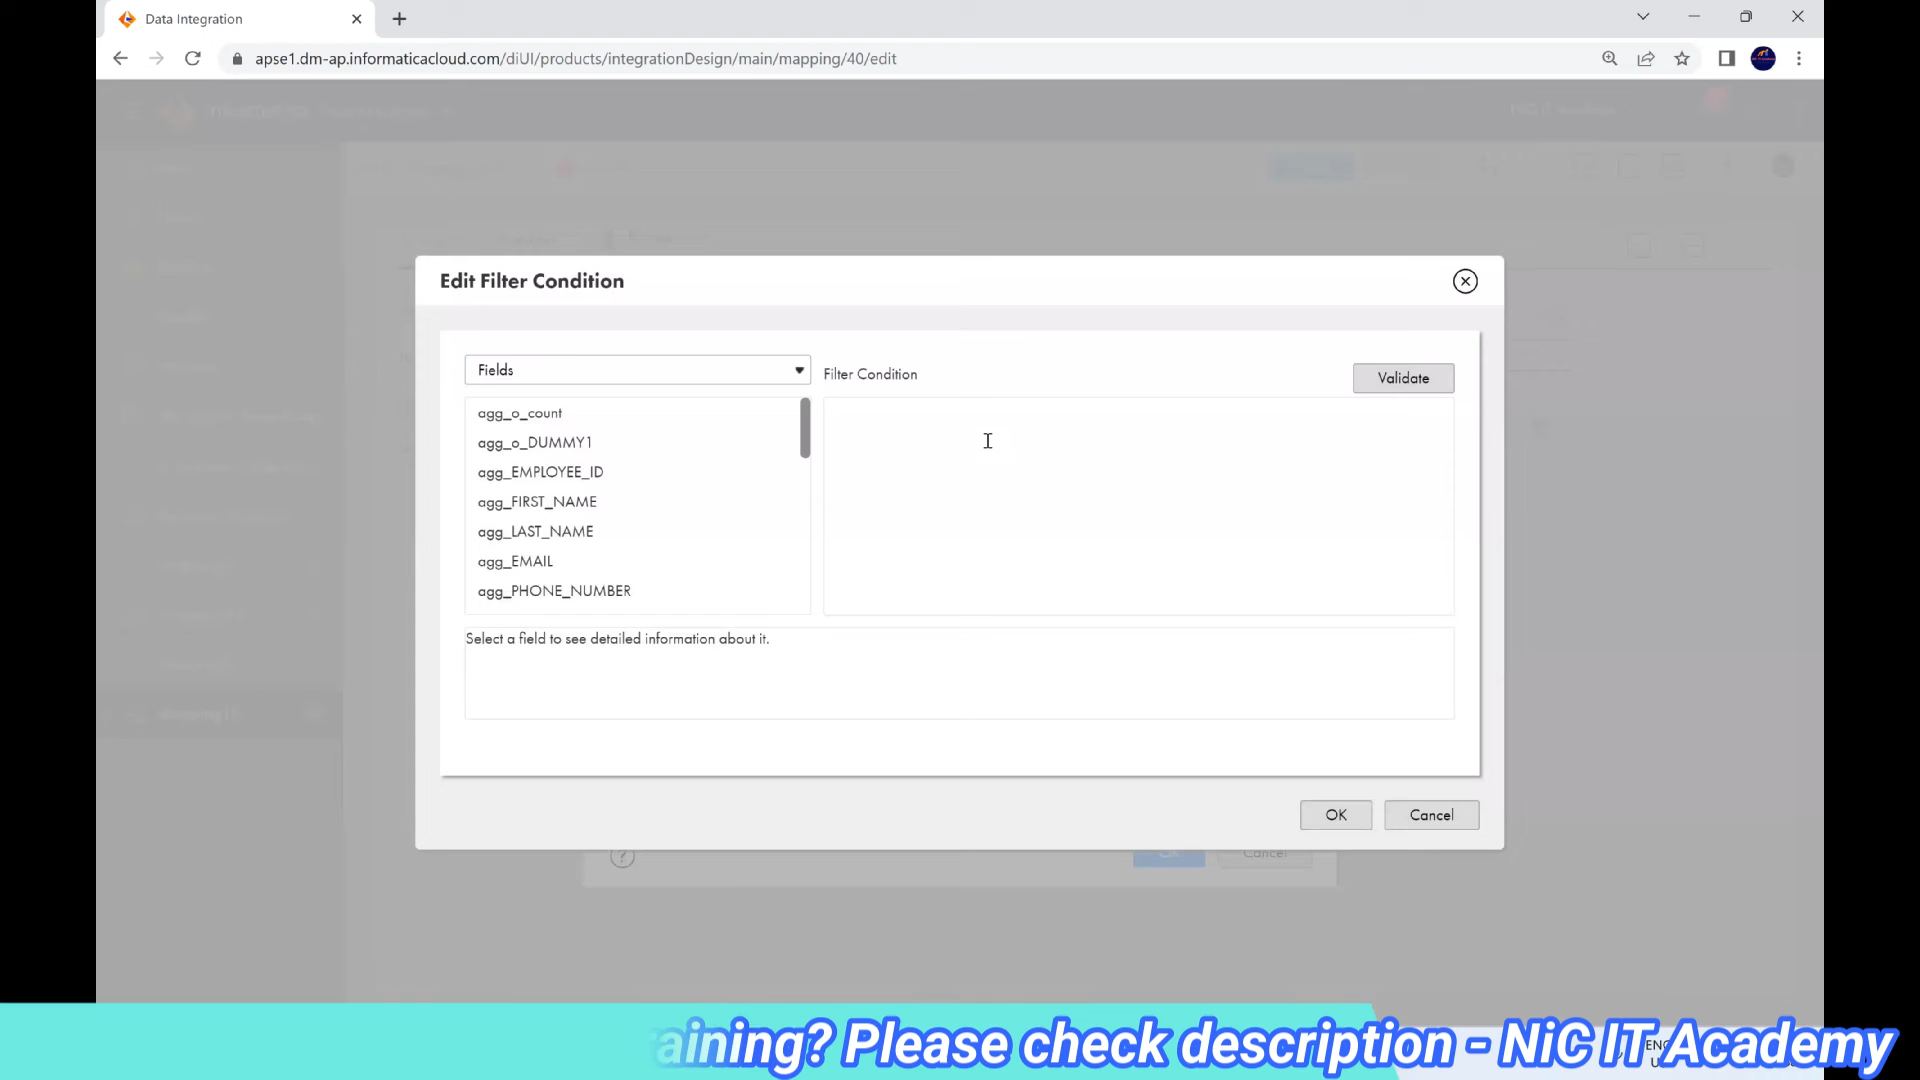 Data Integration
apse1.dm-ap.informaticacloud.com/diUI/products/integrationDesign/main/mapping/40/edit
Edit Filter Condition
Fields
Filter Condition
Validate
agg_o_count
agg_o_DUMMY1
agg_EMPLOYEE_ID
agg_FIRST_NAME
agg_LAST_NAME
agg_EMAIL
agg_PHONE_NUMBER
Select a field to see detailed information about it.
OK
Cancel
Cancel
Please check description - NiC IT Academy